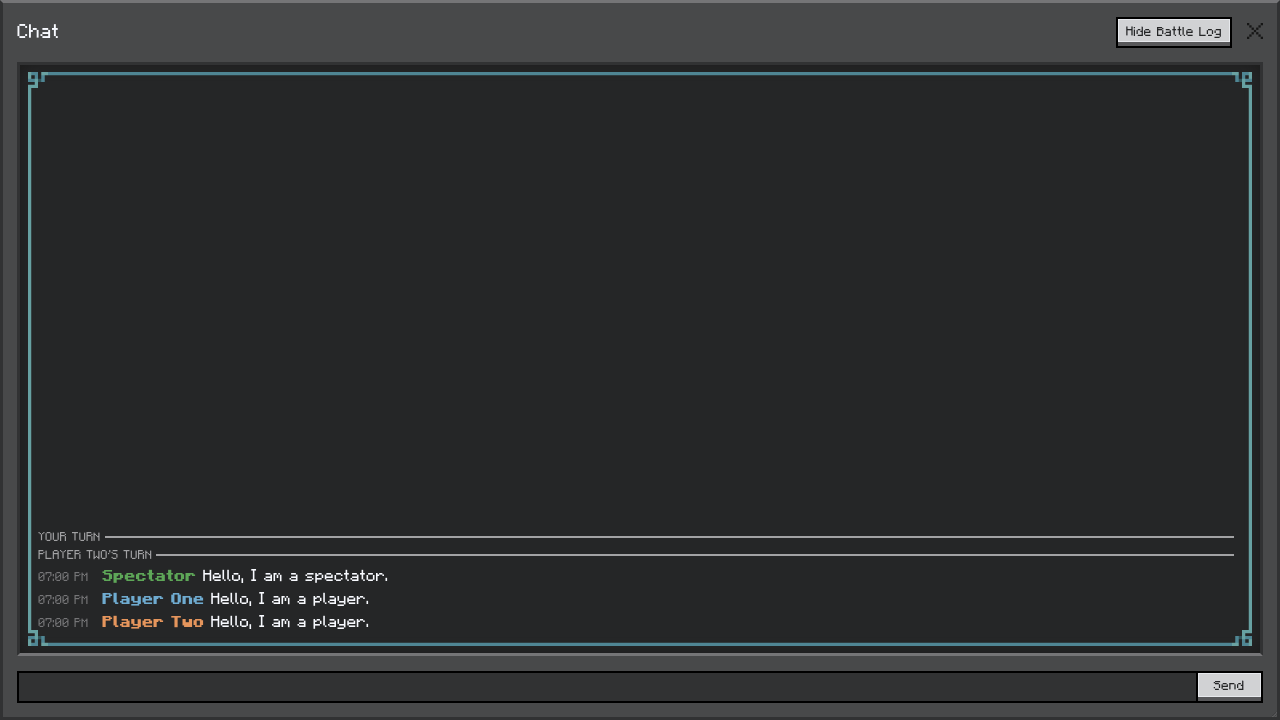 Chat
Hide Battle Log
YOUR TURN
PLAYER TWO'S TURN
07:00 PM Spectator Hello, I am a spectator.
07:00 PM Player One Hello, I am a player.
07:00 PM Player Two Hello, I am a player.
Send